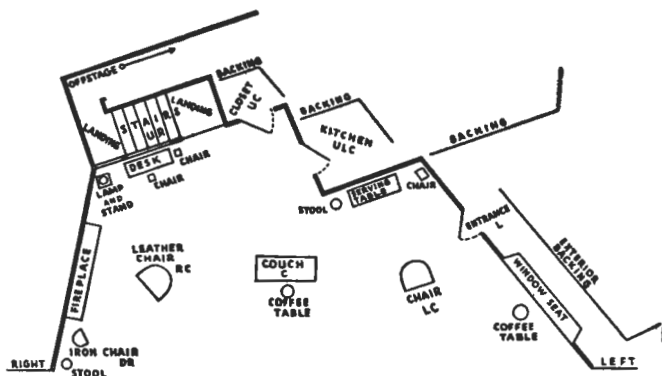 OFFSTAGE
BACKING
LANDING
STAIRS
UR
LANDING
CLOSET
UC
BACKING
KITCHEN
ULC
BACKING
DESK
CHAIR
CHAIR
LAMP
AND
STAND
STOOL
SERVING
TABLE
CHAIR
ENTRANCE
L
EXTERIOR
BACKING
FIREPLACE
LEATHER
CHAIR
RC
COUCH
C
COFFEE
TABLE
CHAIR
LC
WINDOW SEAT
COFFEE
TABLE
IRON CHAIR
DR
STOOL
RIGHT
LEFT